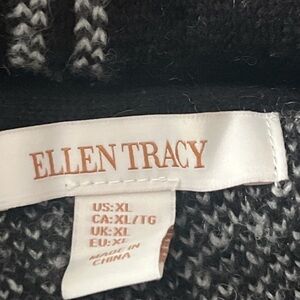 ELLEN TRACY
US:XL
CA:XL/TG
UK:XL
EU:XL
MADE IN
CHINA